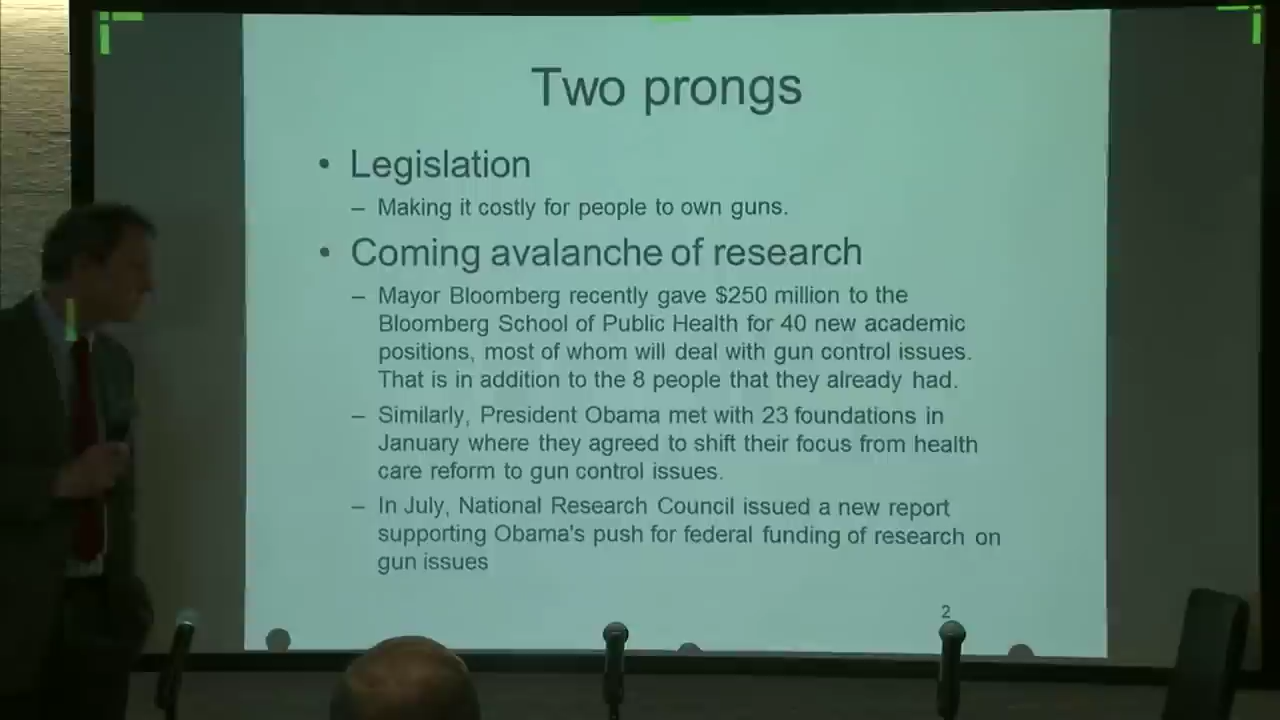 Two prongs
• Legislation
– Making it costly for people to own guns.
• Coming avalanche of research
– Mayor Bloomberg recently gave $250 million to the
Bloomberg School of Public Health for 40 new academic
positions, most of whom will deal with gun control issues.
That is in addition to the 8 people that they already had.
– Similarly, President Obama met with 23 foundations in
January where they agreed to shift their focus from health
care reform to gun control issues.
– In July, National Research Council issued a new report
supporting Obama's push for federal funding of research on
gun issues
2